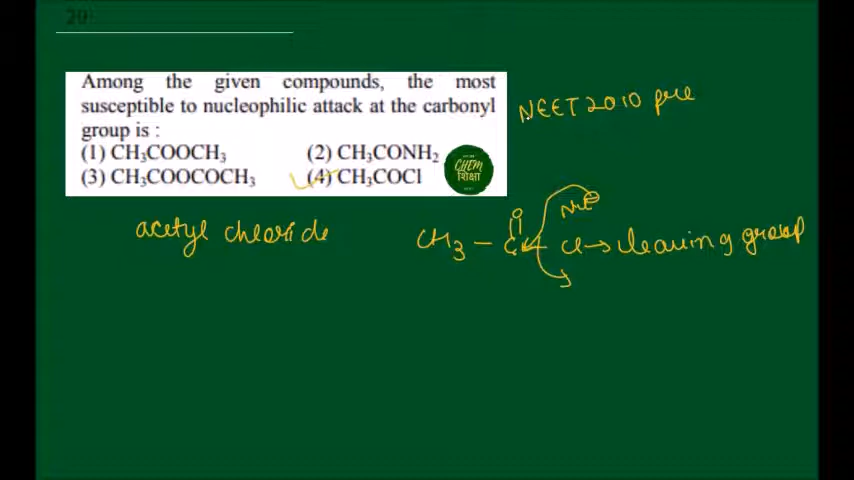 Among the given compounds, the most
susceptible to nucleophilic attack at the carbonyl
group is :
(1) CH₃COOCH₃ (2) CH₃CONH₂
(3) CH₃COOCOCH₃ (4) CH₃COCl
CHEM
शिक्षा
NEET 2010 pre
acetyl chloride
O
Nu⊖
CH₃ - C - Cl → leaving group